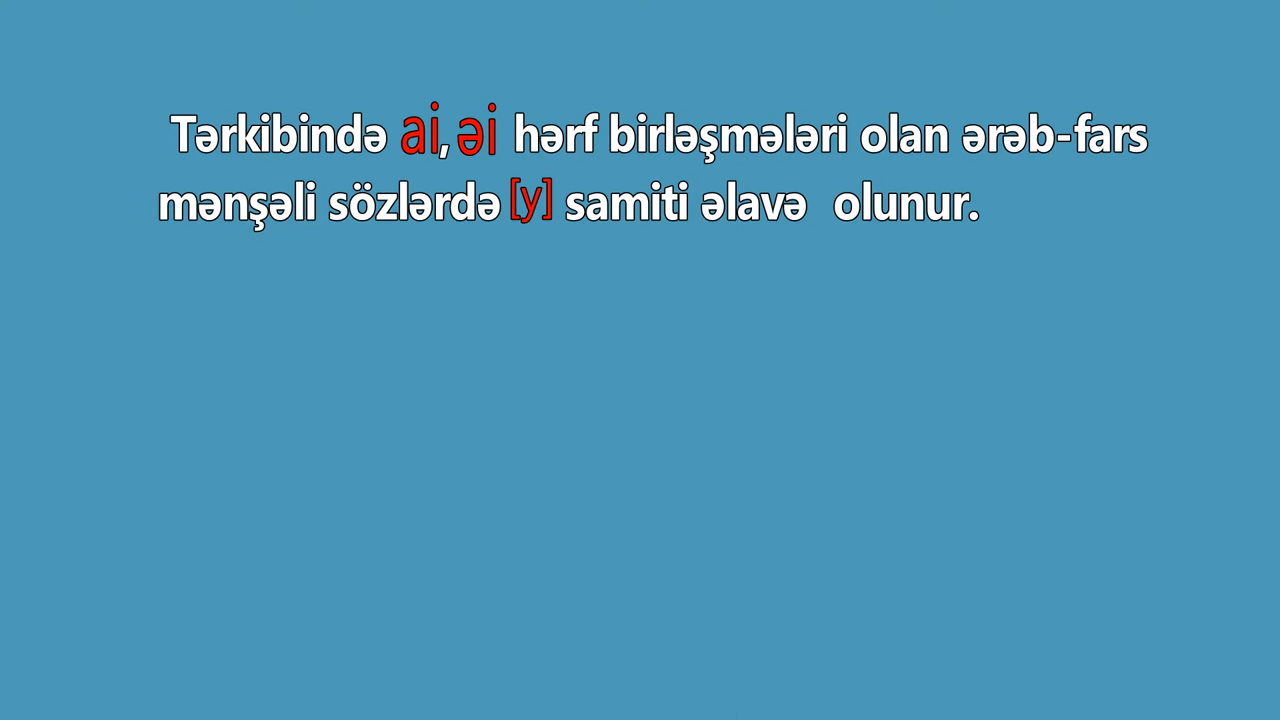 Tərkibində ai, əi hərf birləşmələri olan ərəb-fars
mənşəli sözlərdə [y] samiti əlavə olunur.